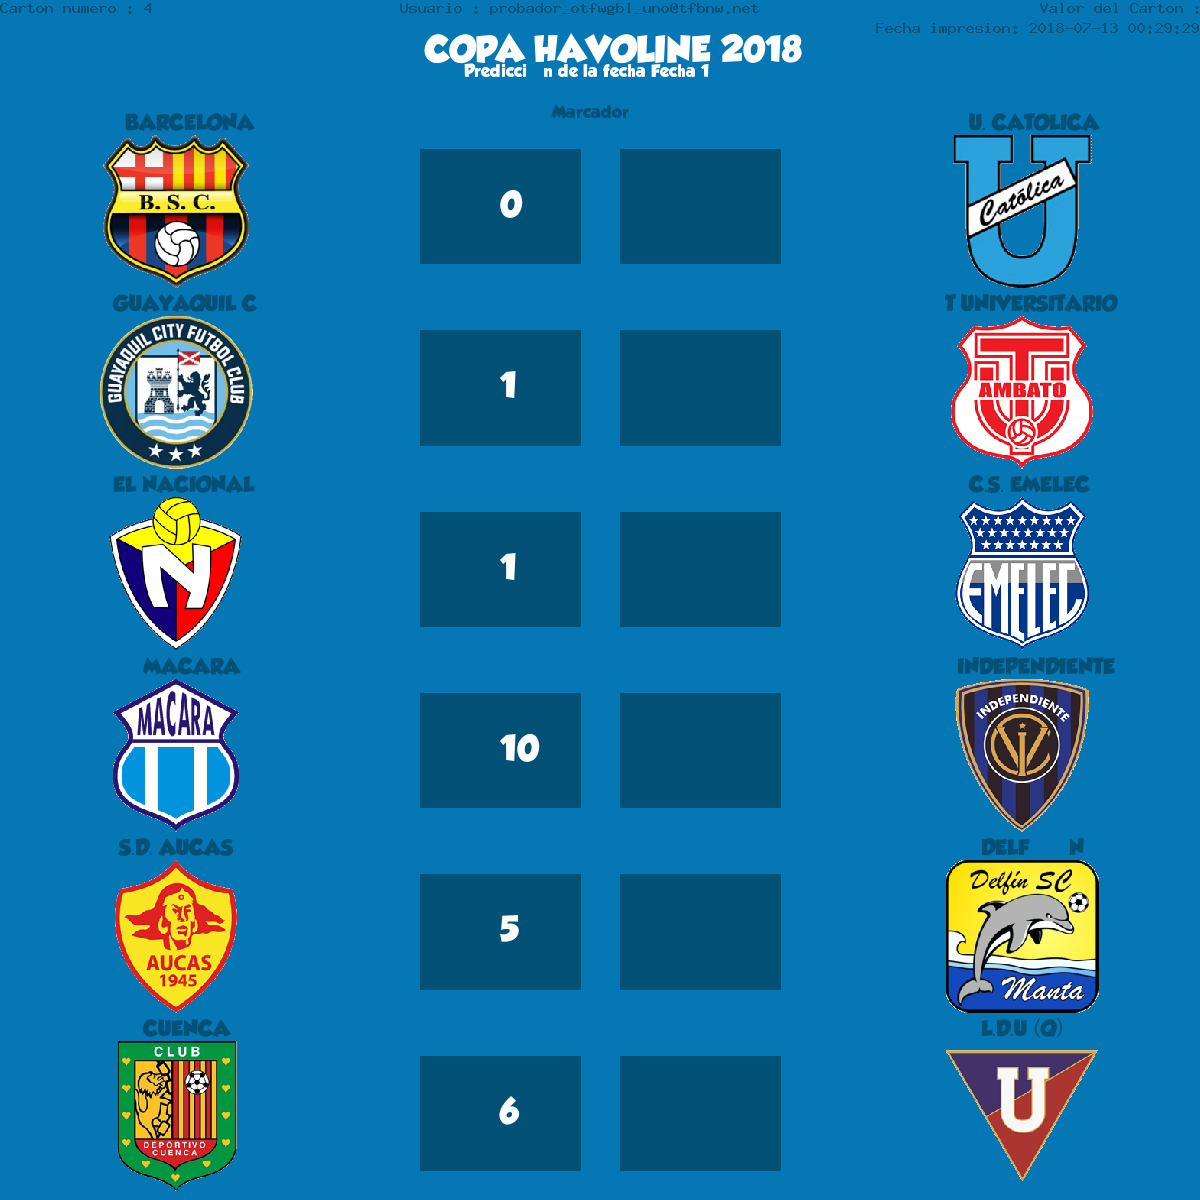 Carton numero : 4 Usuario : probador_otfwgbl_uno@tfbnw.net Valor del Carton :
Fecha impresion: 2018-07-13 00:29:29
COPA HAVOLINE 2018
Predicci n de la fecha Fecha 1
Marcador
BARCELONA U. CATOLICA
B. S. C.
0
Católica
U
GUAYAQUIL C T UNIVERSITARIO
GUAYAQUIL CITY FUTBOL CLUB
1
T
AMBATO
U
EL NACIONAL C.S. EMELEC
N
1
EMELEC
MACARA INDEPENDIENTE
MACARA
10
INDEPENDIENTE
S.D. AUCAS DELF N
AUCAS
1945
5
Delfín SC
Manta
CUENCA L.D.U (Q)
CLUB
DEPORTIVO
CUENCA
6
U